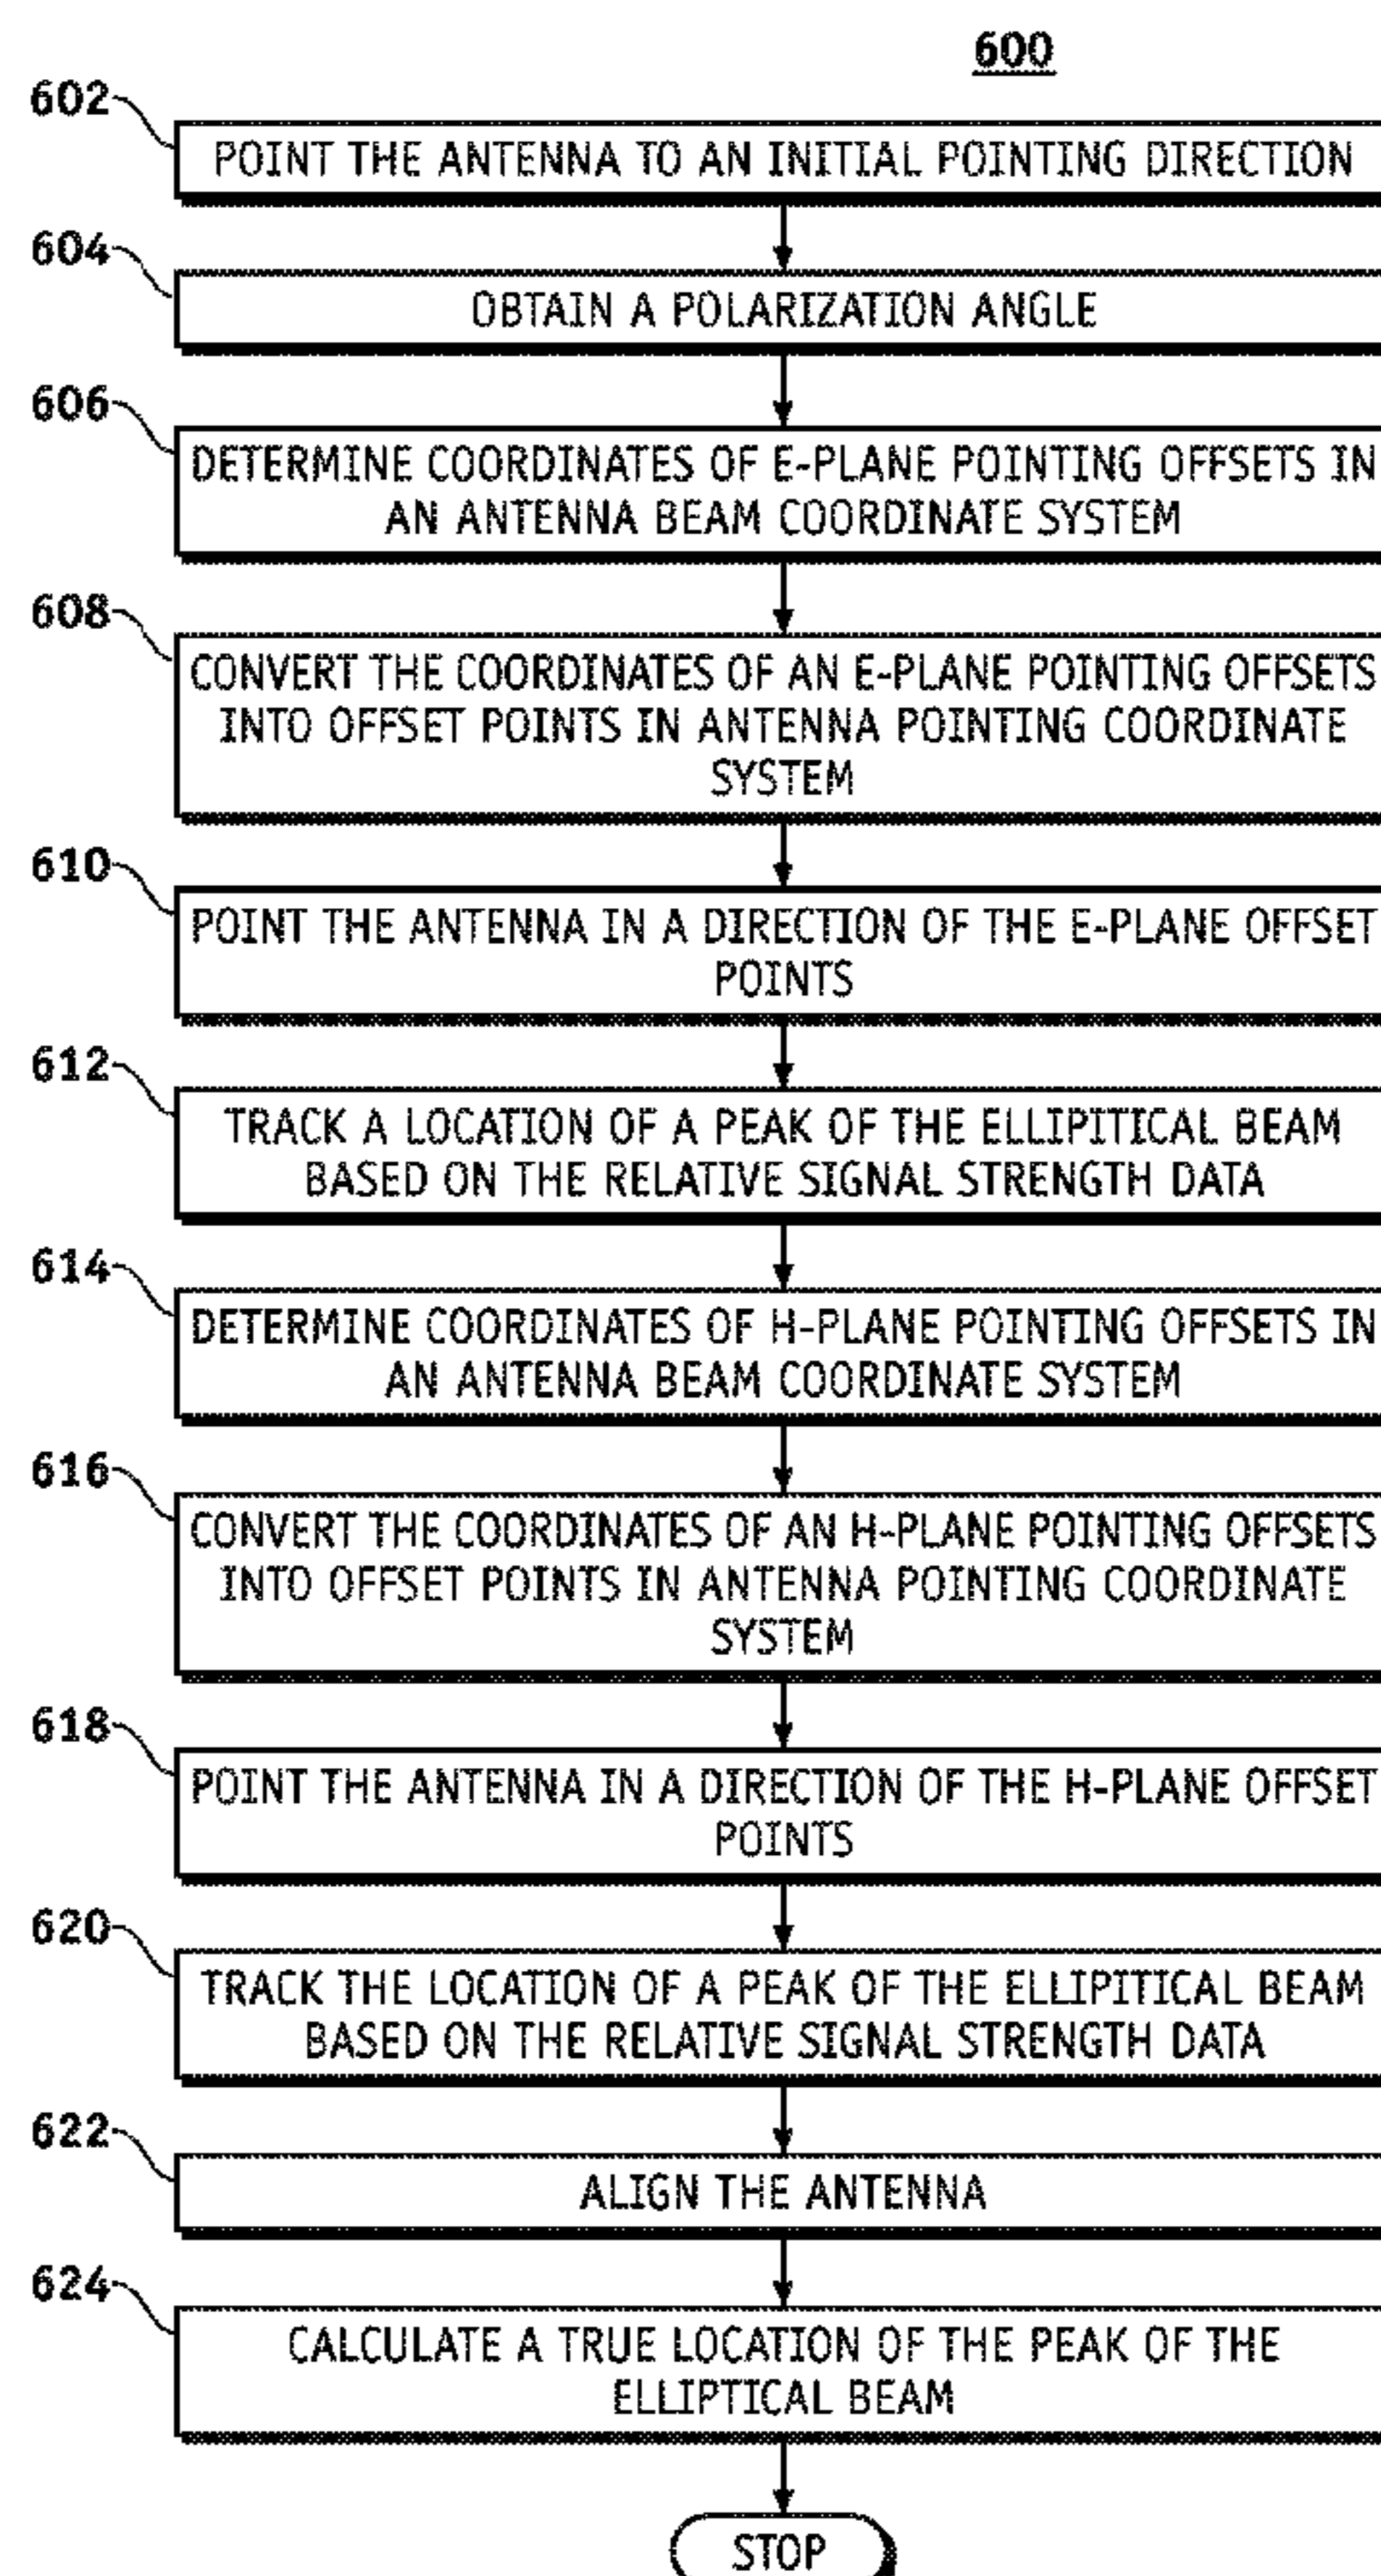 600
602
POINT THE ANTENNA TO AN INITIAL POINTING DIRECTION
604
OBTAIN A POLARIZATION ANGLE
606
DETERMINE COORDINATES OF E-PLANE POINTING OFFSETS IN
AN ANTENNA BEAM COORDINATE SYSTEM
608
CONVERT THE COORDINATES OF AN E-PLANE POINTING OFFSETS
INTO OFFSET POINTS IN ANTENNA POINTING COORDINATE
SYSTEM
610
POINT THE ANTENNA IN A DIRECTION OF THE E-PLANE OFFSET
POINTS
612
TRACK A LOCATION OF A PEAK OF THE ELLIPITICAL BEAM
BASED ON THE RELATIVE SIGNAL STRENGTH DATA
614
DETERMINE COORDINATES OF H-PLANE POINTING OFFSETS IN
AN ANTENNA BEAM COORDINATE SYSTEM
616
CONVERT THE COORDINATES OF AN H-PLANE POINTING OFFSETS
INTO OFFSET POINTS IN ANTENNA POINTING COORDINATE
SYSTEM
618
POINT THE ANTENNA IN A DIRECTION OF THE H-PLANE OFFSET
POINTS
620
TRACK THE LOCATION OF A PEAK OF THE ELLIPITICAL BEAM
BASED ON THE RELATIVE SIGNAL STRENGTH DATA
622
ALIGN THE ANTENNA
624
CALCULATE A TRUE LOCATION OF THE PEAK OF THE
ELLIPTICAL BEAM
STOP